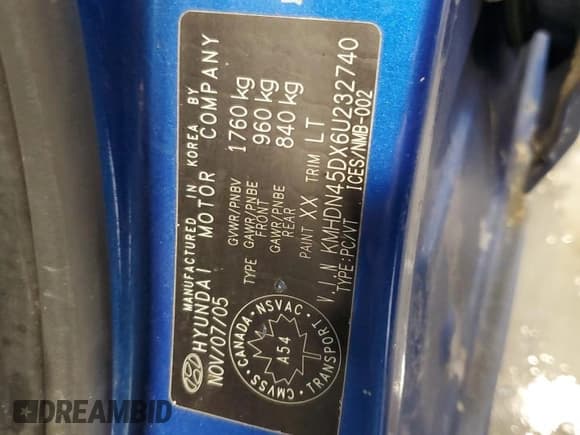 MANUFACTURED IN KOREA BY
HYUNDAI MOTOR COMPANY
NOV/07/05
GVWR/PNBV 1760 kg
TYPE GAWR/PNBE FRONT 960 kg
GAWR/PNBE REAR 840 kg
PAINT XX TRIM LT
V.I.N KMHDN45DX6U232740
TYPE:PC/VT ICES/NMB-002
CMVSS · CANADA · NSVAC · TRANSPORT
A54
DREAMBID